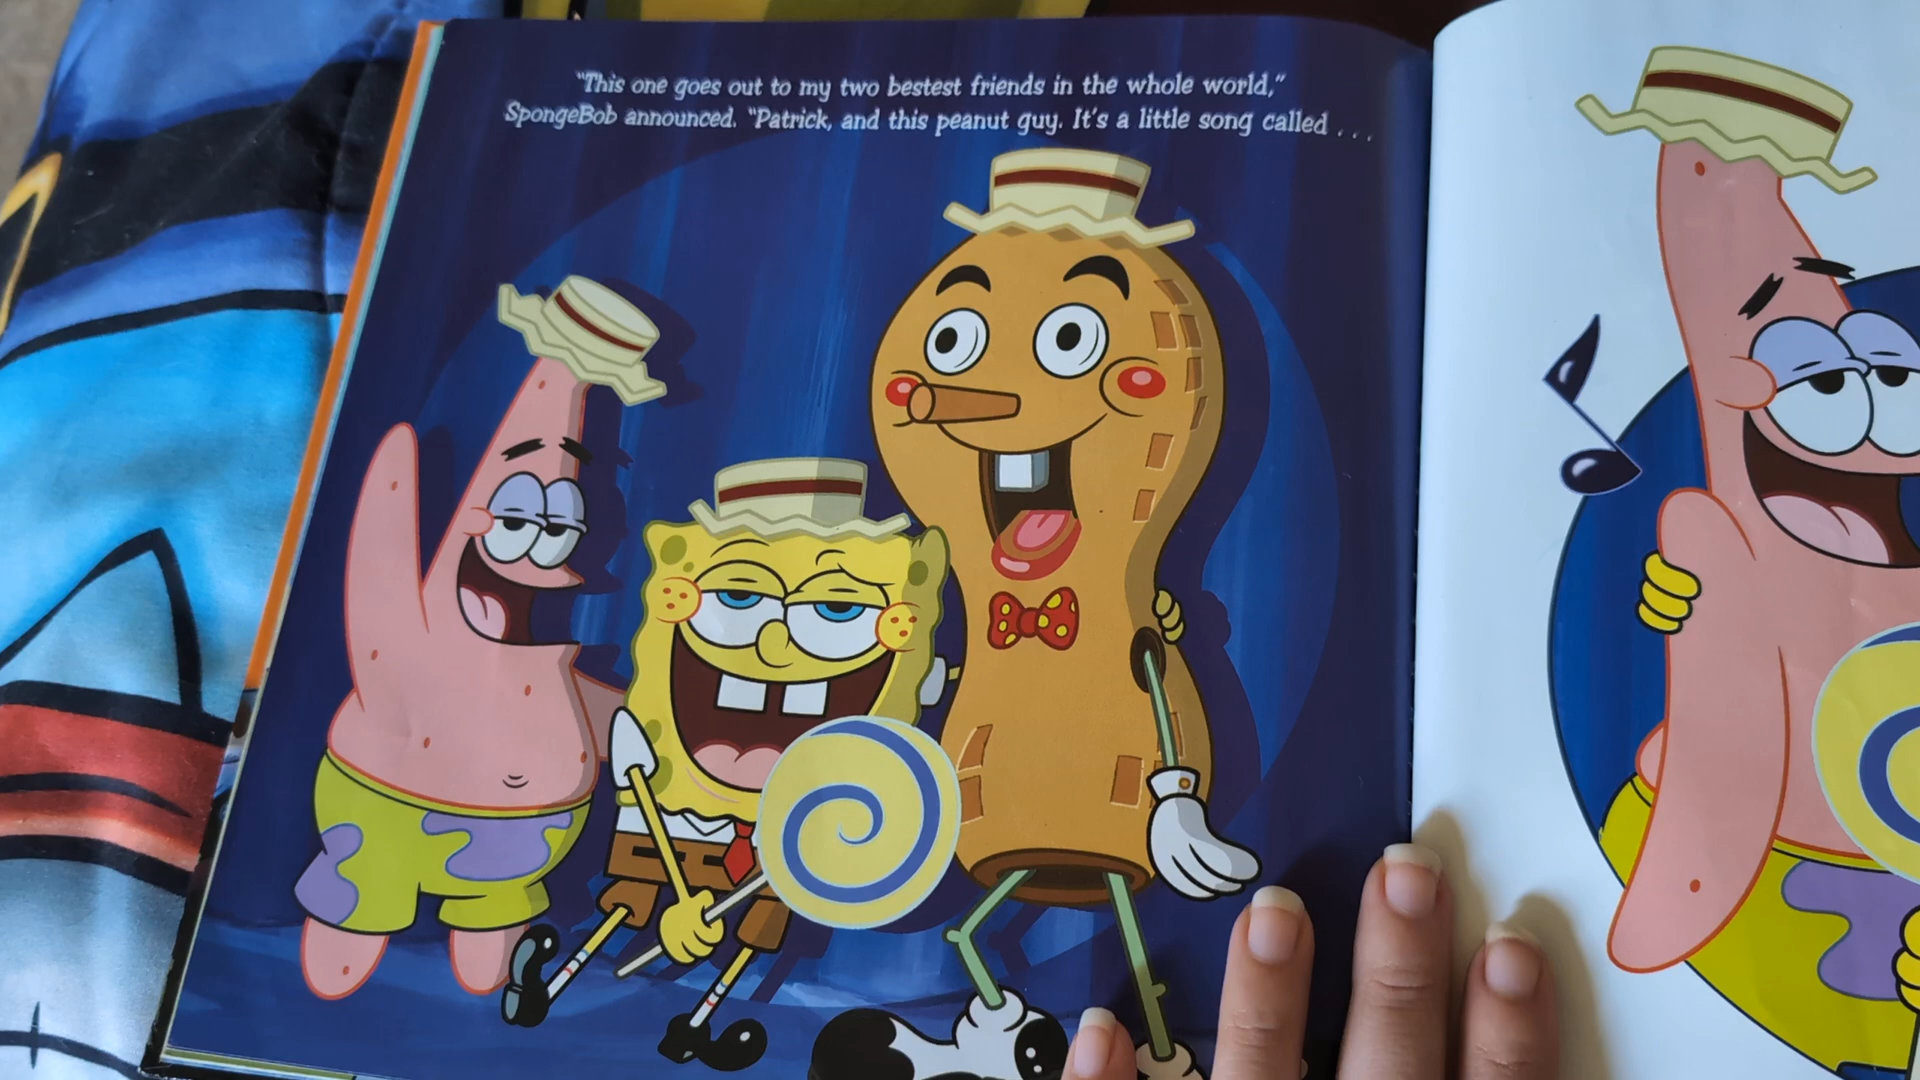 “This one goes out to my two bestest friends in the whole world,”
SpongeBob announced. “Patrick, and this peanut guy. It’s a little song called . . .